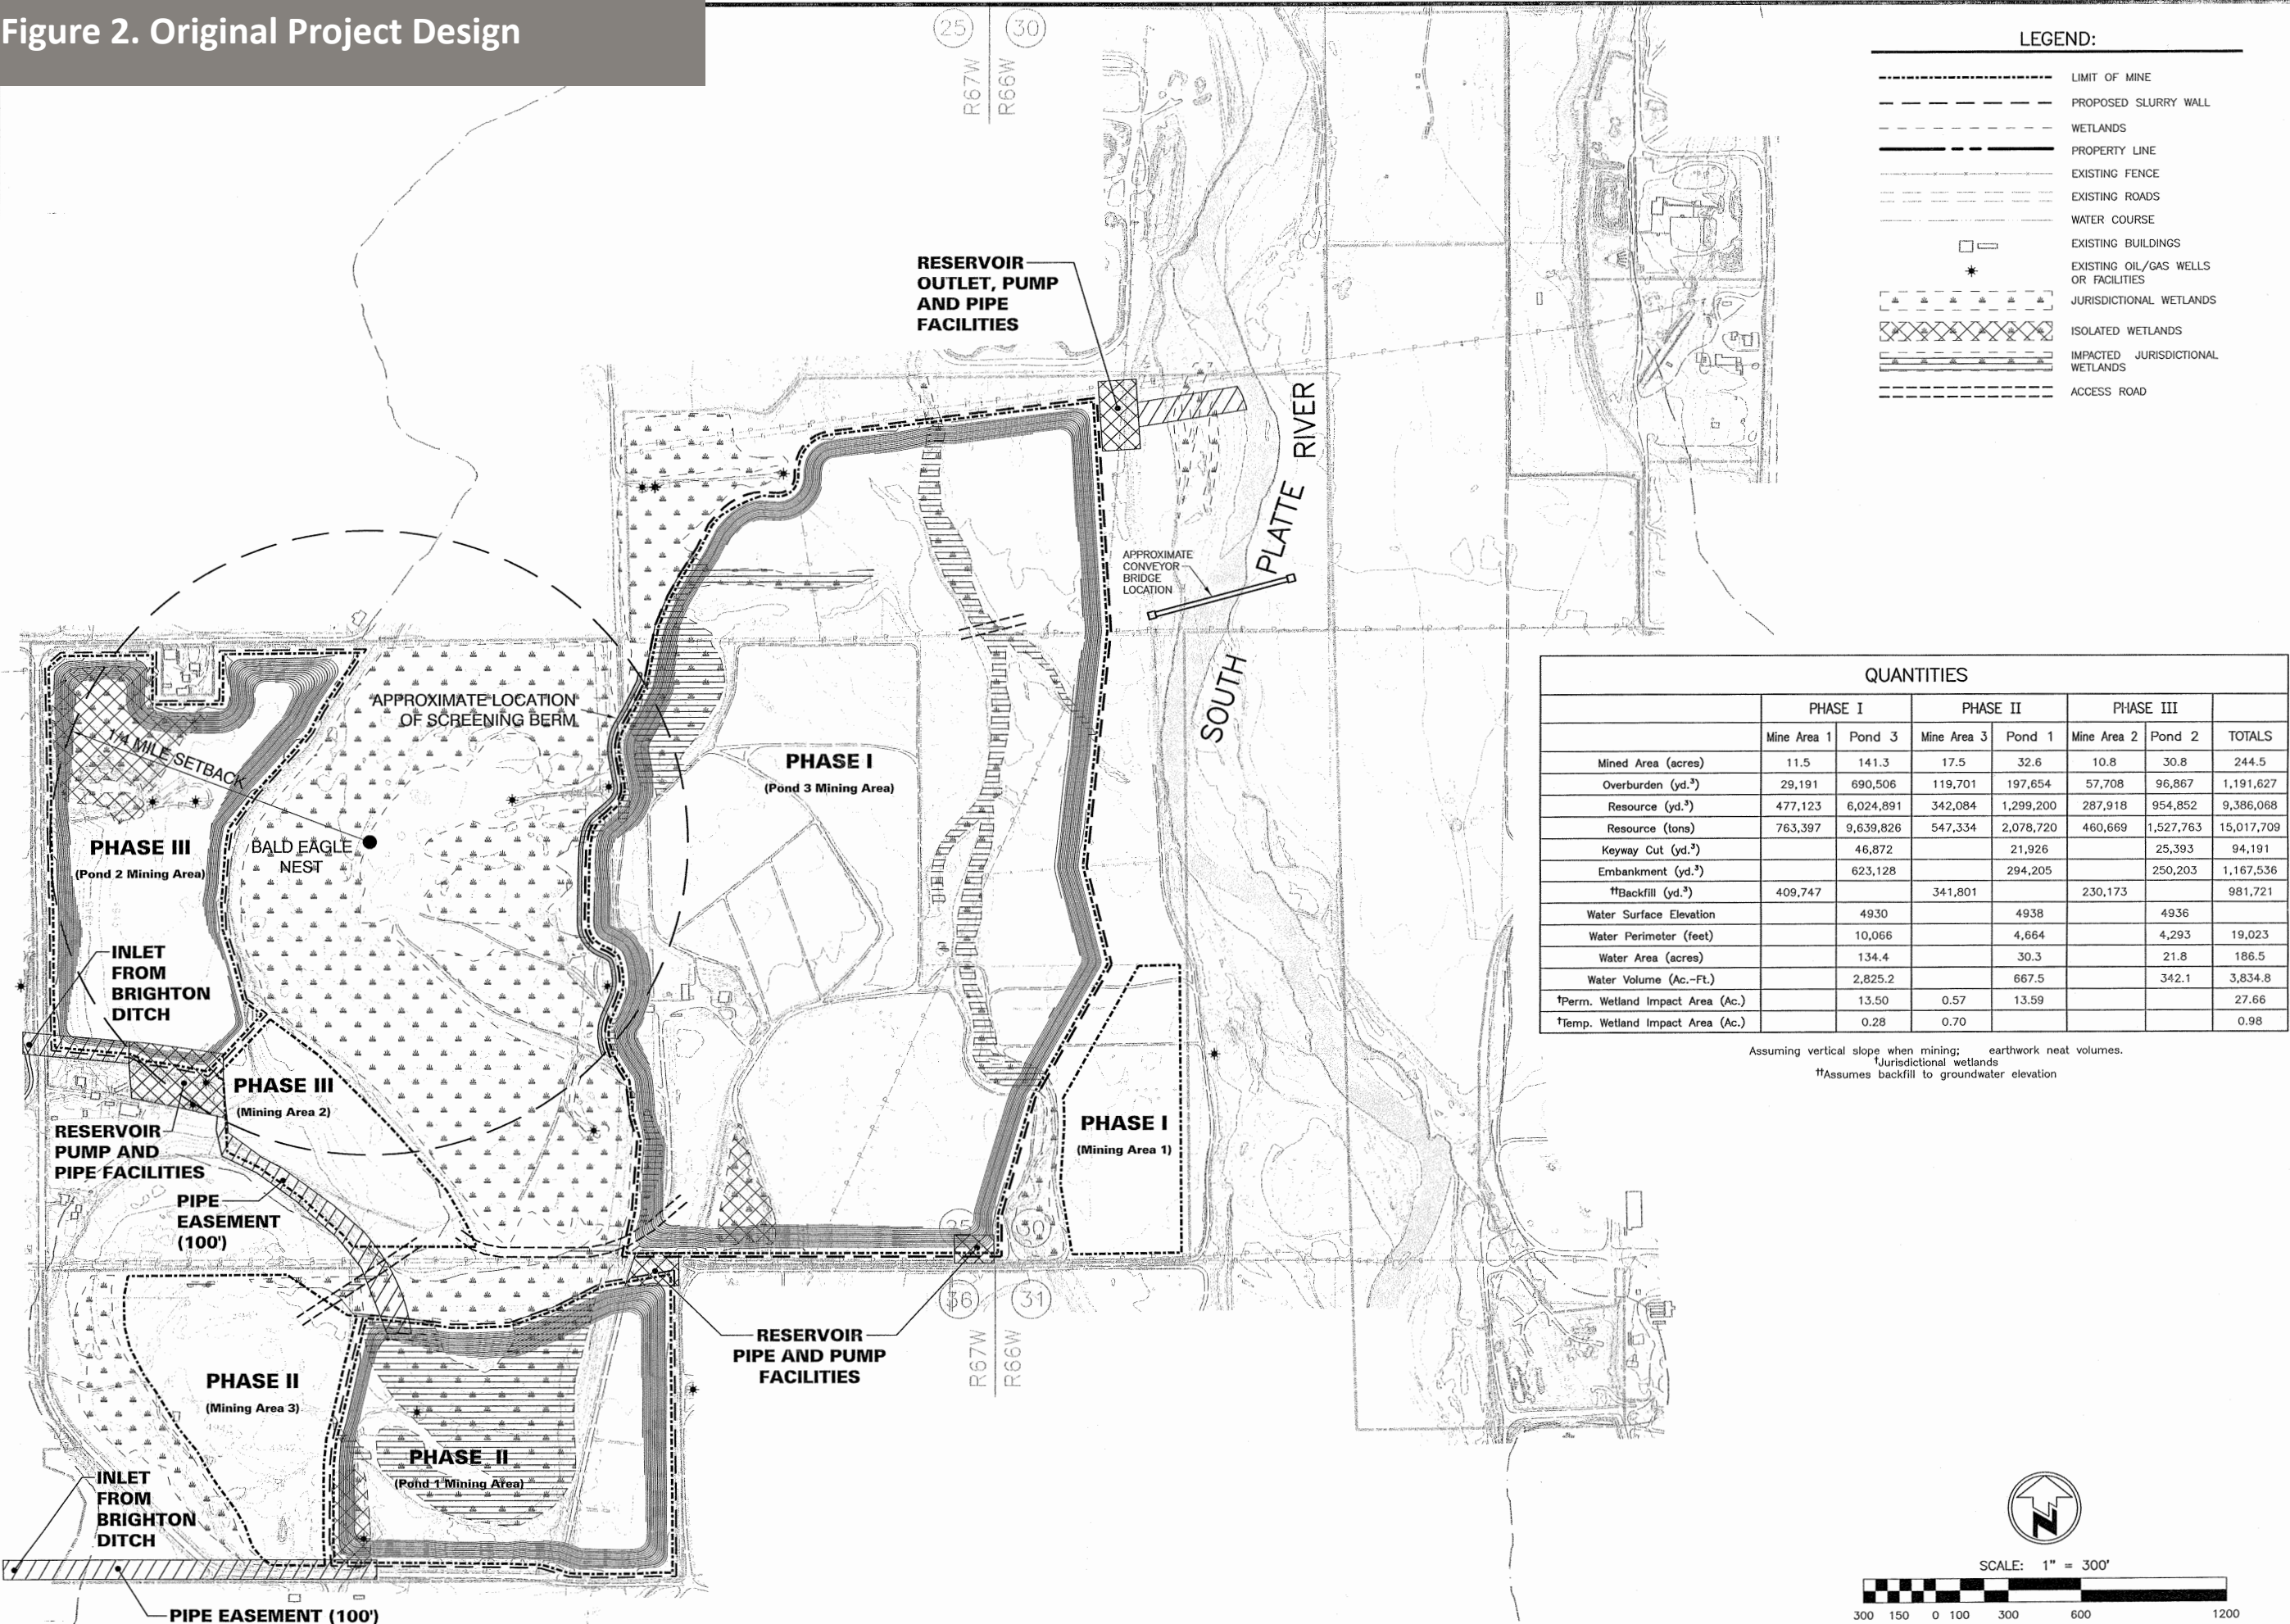 Figure 2. Original Project Design
25
30
R67W
R66W
LEGEND:
LIMIT OF MINE
PROPOSED SLURRY WALL
WETLANDS
PROPERTY LINE
EXISTING FENCE
EXISTING ROADS
WATER COURSE
EXISTING BUILDINGS
EXISTING OIL/GAS WELLS
OR FACILITIES
JURISDICTIONAL WETLANDS
ISOLATED WETLANDS
IMPACTED JURISDICTIONAL
WETLANDS
ACCESS ROAD
RESERVOIR
OUTLET, PUMP
AND PIPE
FACILITIES
SOUTH PLATTE RIVER
APPROXIMATE
CONVEYOR
BRIDGE
LOCATION
APPROXIMATE LOCATION
OF SCREENING BERM
1/4 MILE SETBACK
BALD EAGLE
NEST
PHASE I
(Pond 3 Mining Area)
PHASE III
(Pond 2 Mining Area)
INLET
FROM
BRIGHTON
DITCH
PHASE III
(Mining Area 2)
PHASE I
(Mining Area 1)
RESERVOIR
PUMP AND
PIPE FACILITIES
PIPE
EASEMENT
(100')
25
30
36
31
R67W
R66W
RESERVOIR
PIPE AND PUMP
FACILITIES
PHASE II
(Mining Area 3)
PHASE II
(Pond 1 Mining Area)
INLET
FROM
BRIGHTON
DITCH
PIPE EASEMENT (100')
QUANTITIES
PHASE I PHASE II PHASE III
Mine Area 1 Pond 3 Mine Area 3 Pond 1 Mine Area 2 Pond 2 TOTALS
Mined Area (acres) 11.5 141.3 17.5 32.6 10.8 30.8 244.5
Overburden (yd.³) 29,191 690,506 119,701 197,654 57,708 96,867 1,191,627
Resource (yd.³) 477,123 6,024,891 342,084 1,299,200 287,918 954,852 9,386,068
Resource (tons) 763,397 9,639,826 547,334 2,078,720 460,669 1,527,763 15,017,709
Keyway Cut (yd.³) 46,872 21,926 25,393 94,191
Embankment (yd.³) 623,128 294,205 250,203 1,167,536
††Backfill (yd.³) 409,747 341,801 230,173 981,721
Water Surface Elevation 4930 4938 4936
Water Perimeter (feet) 10,066 4,664 4,293 19,023
Water Area (acres) 134.4 30.3 21.8 186.5
Water Volume (Ac.-Ft.) 2,825.2 667.5 342.1 3,834.8
†Perm. Wetland Impact Area (Ac.) 13.50 0.57 13.59 27.66
†Temp. Wetland Impact Area (Ac.) 0.28 0.70 0.98
Assuming vertical slope when mining; earthwork neat volumes.
†Jurisdictional wetlands
††Assumes backfill to groundwater elevation
N
SCALE: 1" = 300'
300 150 0 100 300 600 1200